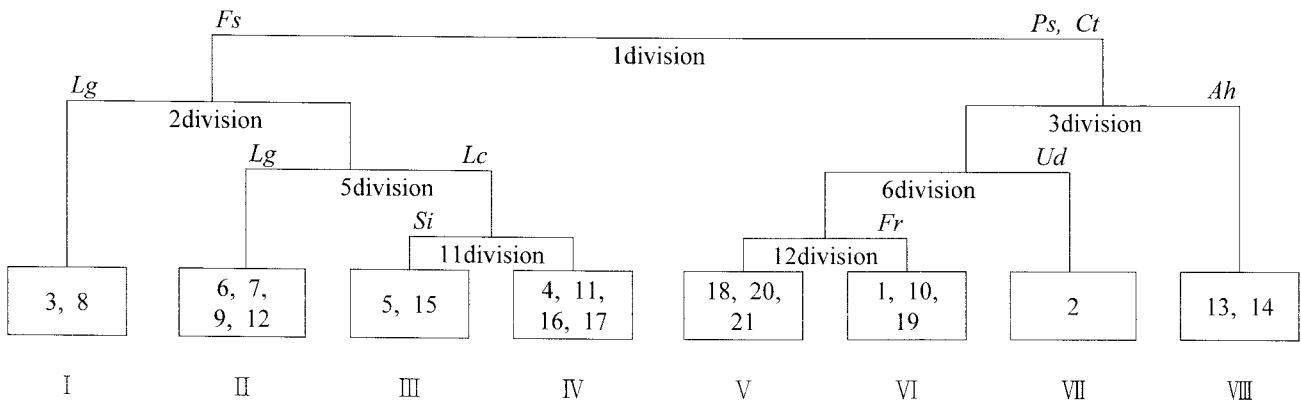 Fs Ps, Ct
1division
Lg Ah
2division 3division
Lg Lc Ud
5division 6division
Si Fr
11division 12division
3, 8
6, 7,
9, 12
5, 15
4, 11,
16, 17
18, 20,
21
1, 10,
19
2
13, 14
I II III IV V VI VII VIII